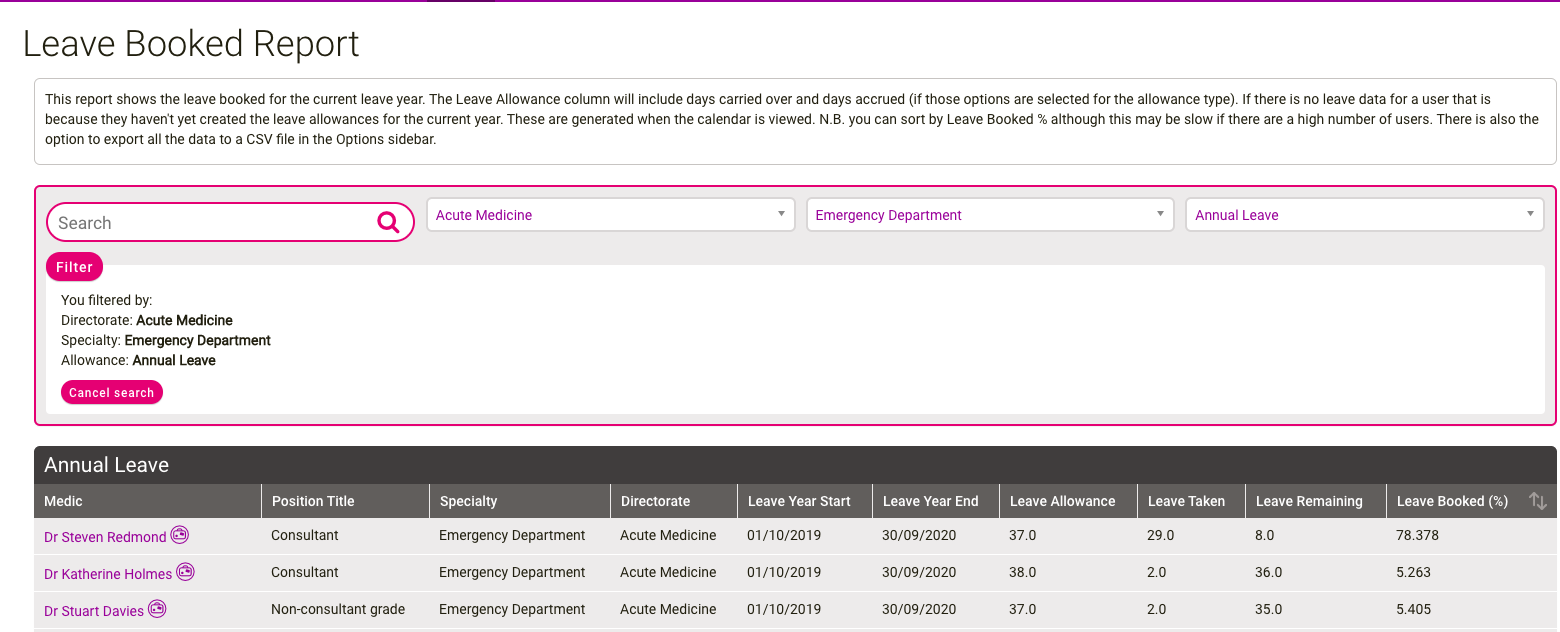 Leave Booked Report
This report shows the leave booked for the current leave year. The Leave Allowance column will include days carried over and days accrued (if those options are selected for the allowance type). If there is no leave data for a user that is
because they haven't yet created the leave allowances for the current year. These are generated when the calendar is viewed. N.B. you can sort by Leave Booked % although this may be slow if there are a high number of users. There is also the
option to export all the data to a CSV file in the Options sidebar.
Search Acute Medicine Emergency Department Annual Leave
Filter
You filtered by:
Directorate: Acute Medicine
Specialty: Emergency Department
Allowance: Annual Leave
Cancel search
Annual Leave
Medic Position Title Specialty Directorate Leave Year Start Leave Year End Leave Allowance Leave Taken Leave Remaining Leave Booked (%)
Dr Steven Redmond Consultant Emergency Department Acute Medicine 01/10/2019 30/09/2020 37.0 29.0 8.0 78.378
Dr Katherine Holmes Consultant Emergency Department Acute Medicine 01/10/2019 30/09/2020 38.0 2.0 36.0 5.263
Dr Stuart Davies Non-consultant grade Emergency Department Acute Medicine 01/10/2019 30/09/2020 37.0 2.0 35.0 5.405